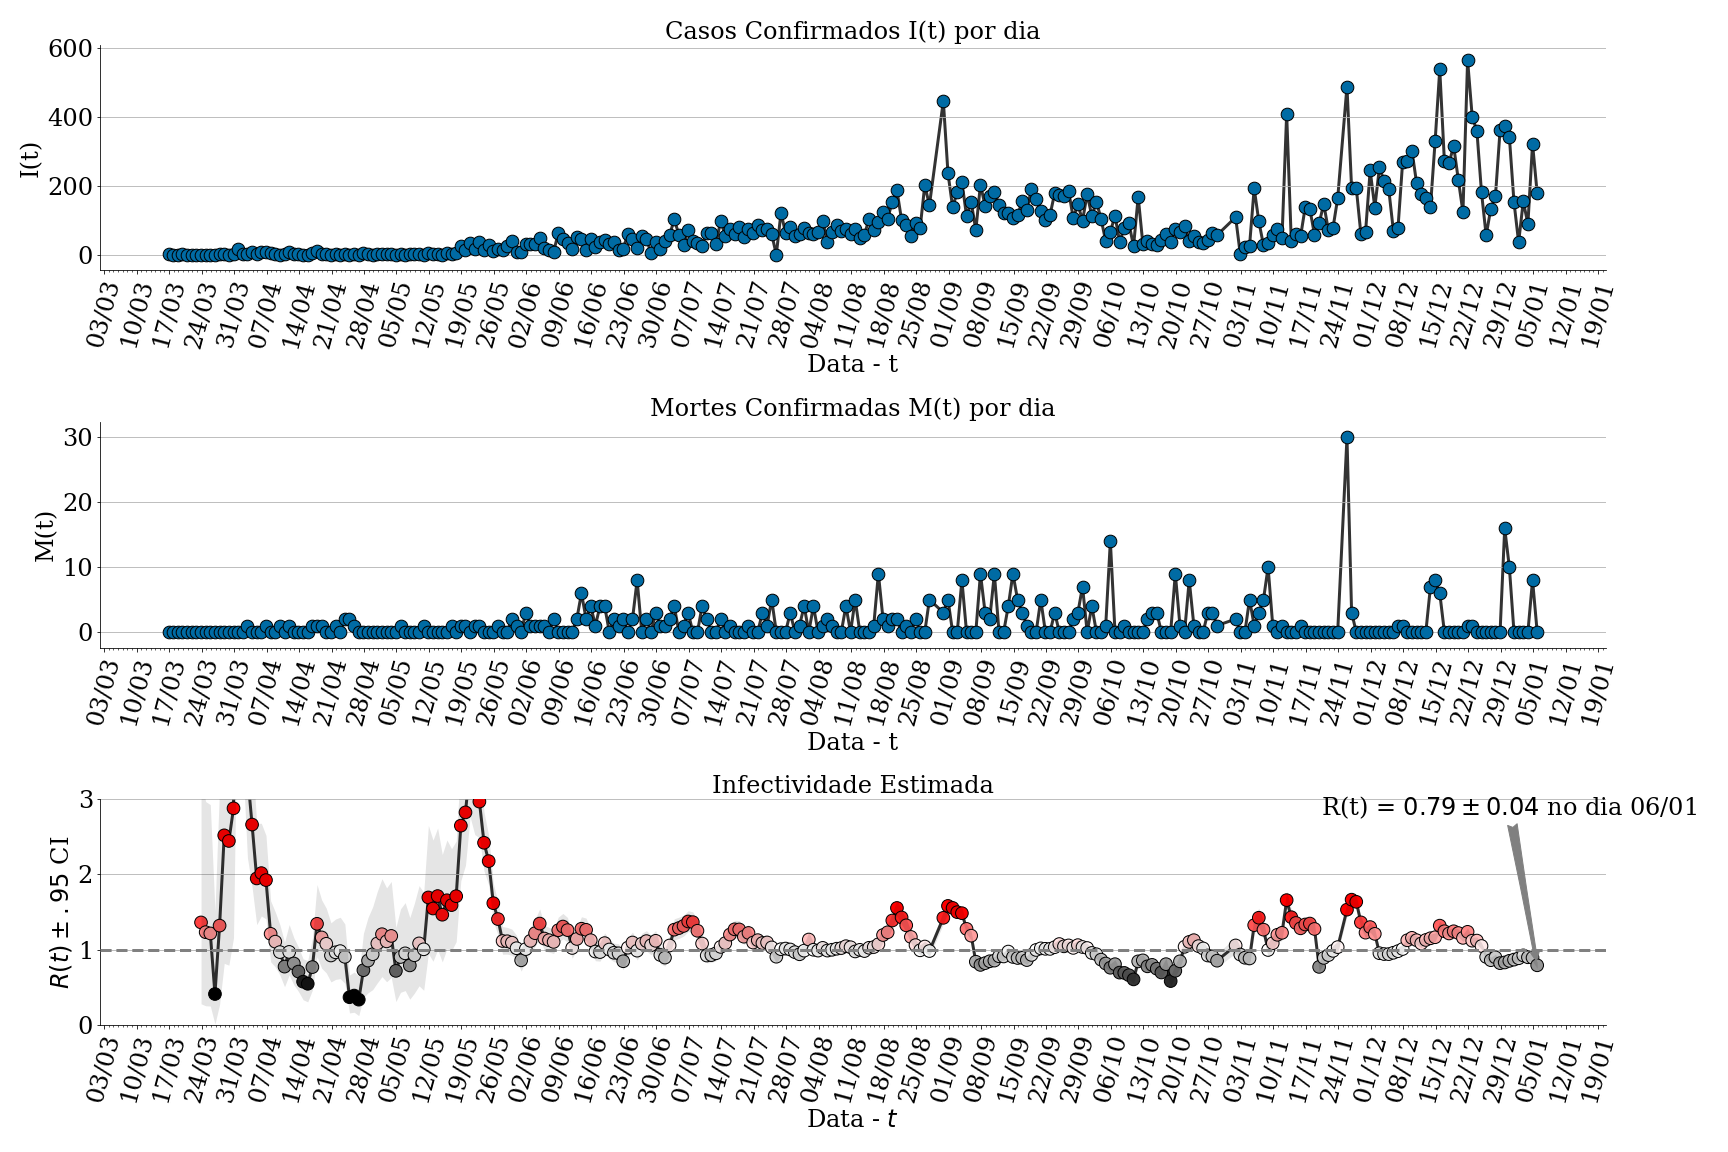 Casos Confirmados I(t) por dia
600
400
200
0
I(t)
03/03 10/03 17/03 24/03 31/03 07/04 14/04 21/04 28/04 05/05 12/05 19/05 26/05 02/06 09/06 16/06 23/06 30/06 07/07 14/07 21/07 28/07 04/08 11/08 18/08 25/08 01/09 08/09 15/09 22/09 29/09 06/10 13/10 20/10 27/10 03/11 10/11 17/11 24/11 01/12 08/12 15/12 22/12 29/12 05/01 12/01 19/01
Data - t
Mortes Confirmadas M(t) por dia
30
20
10
0
M(t)
03/03 10/03 17/03 24/03 31/03 07/04 14/04 21/04 28/04 05/05 12/05 19/05 26/05 02/06 09/06 16/06 23/06 30/06 07/07 14/07 21/07 28/07 04/08 11/08 18/08 25/08 01/09 08/09 15/09 22/09 29/09 06/10 13/10 20/10 27/10 03/11 10/11 17/11 24/11 01/12 08/12 15/12 22/12 29/12 05/01 12/01 19/01
Data - t
Infectividade Estimada
R(t) = 0.79 ± 0.04 no dia 06/01
3
2
1
0
R(t) ± .95 CI
03/03 10/03 17/03 24/03 31/03 07/04 14/04 21/04 28/04 05/05 12/05 19/05 26/05 02/06 09/06 16/06 23/06 30/06 07/07 14/07 21/07 28/07 04/08 11/08 18/08 25/08 01/09 08/09 15/09 22/09 29/09 06/10 13/10 20/10 27/10 03/11 10/11 17/11 24/11 01/12 08/12 15/12 22/12 29/12 05/01 12/01 19/01
Data - t